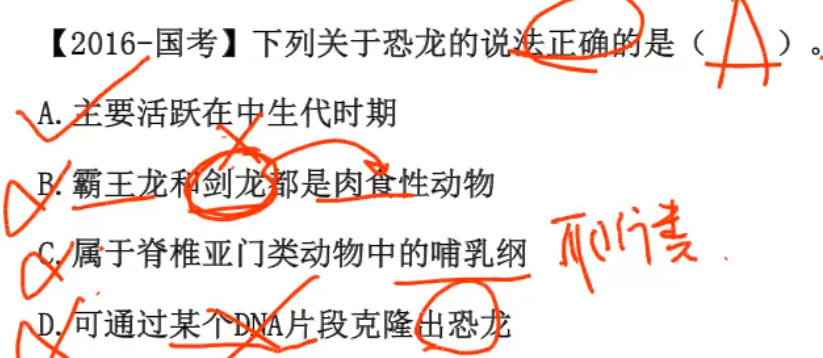 【2016-国考】下列关于恐龙的说法正确的是（ A ）。
A.主要活跃在中生代时期
B.霸王龙和剑龙都是肉食性动物
C.属于脊椎亚门类动物中的哺乳纲 爬行类.
D.可通过某个DNA片段克隆出恐龙